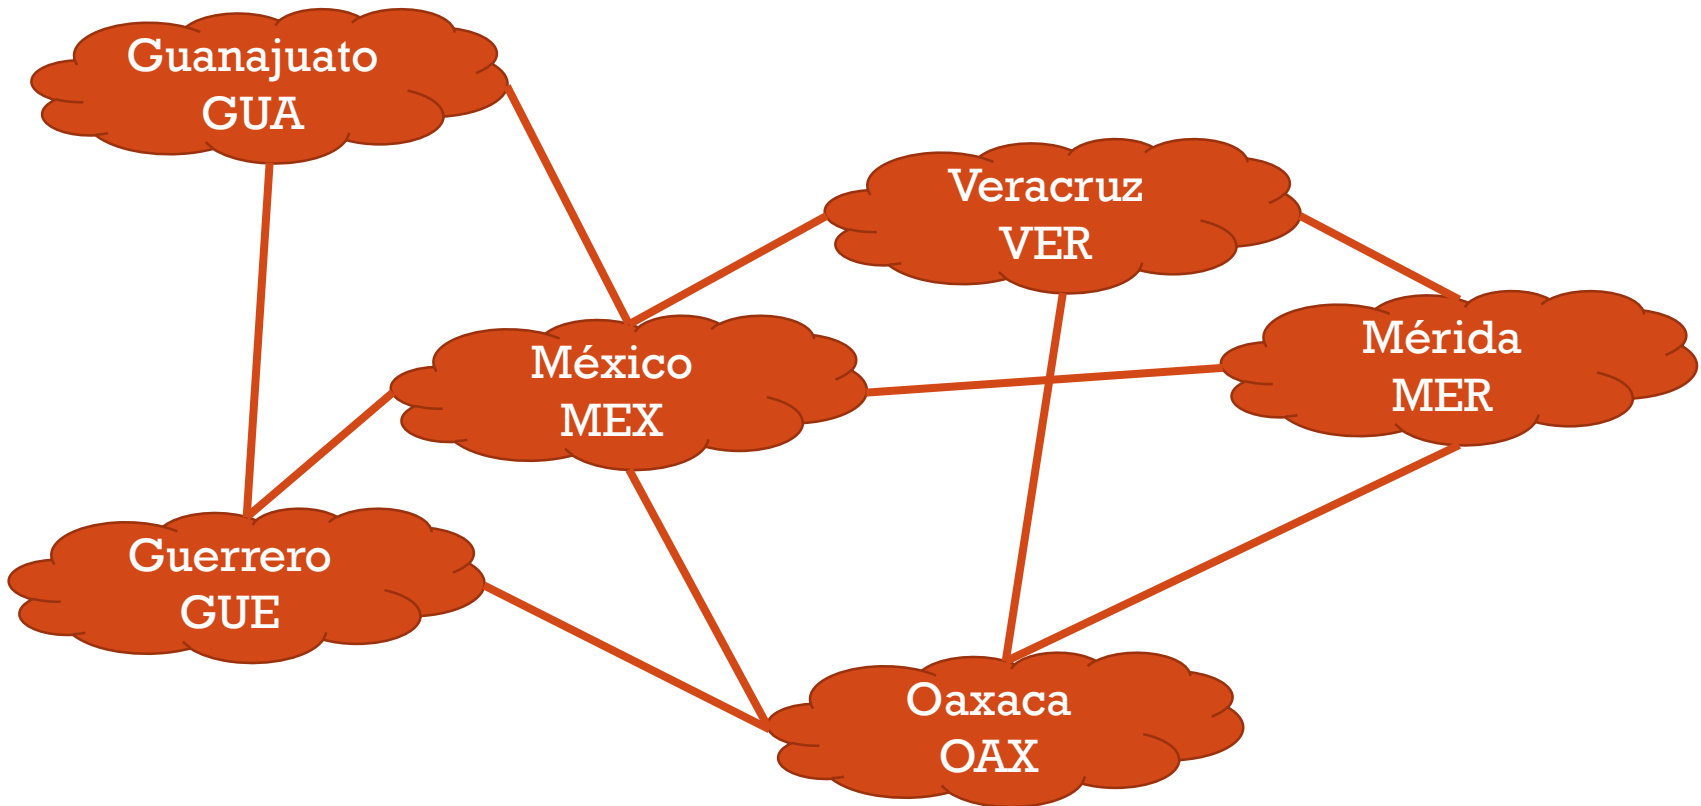 Guanajuato
GUA
Veracruz
VER
México
MEX
Mérida
MER
Guerrero
GUE
Oaxaca
OAX